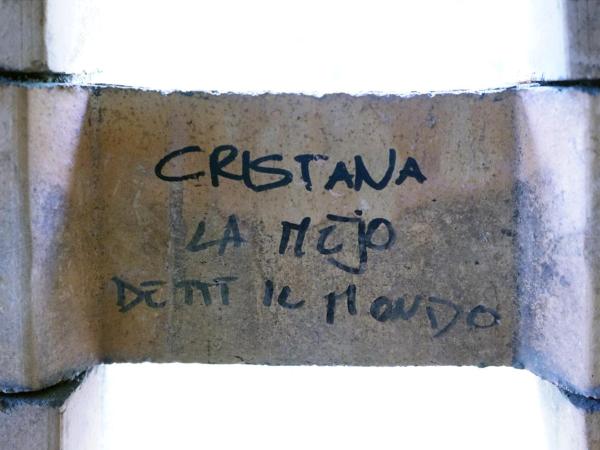 CRISTANA
LA MEJO
DE TTT IL MONDO